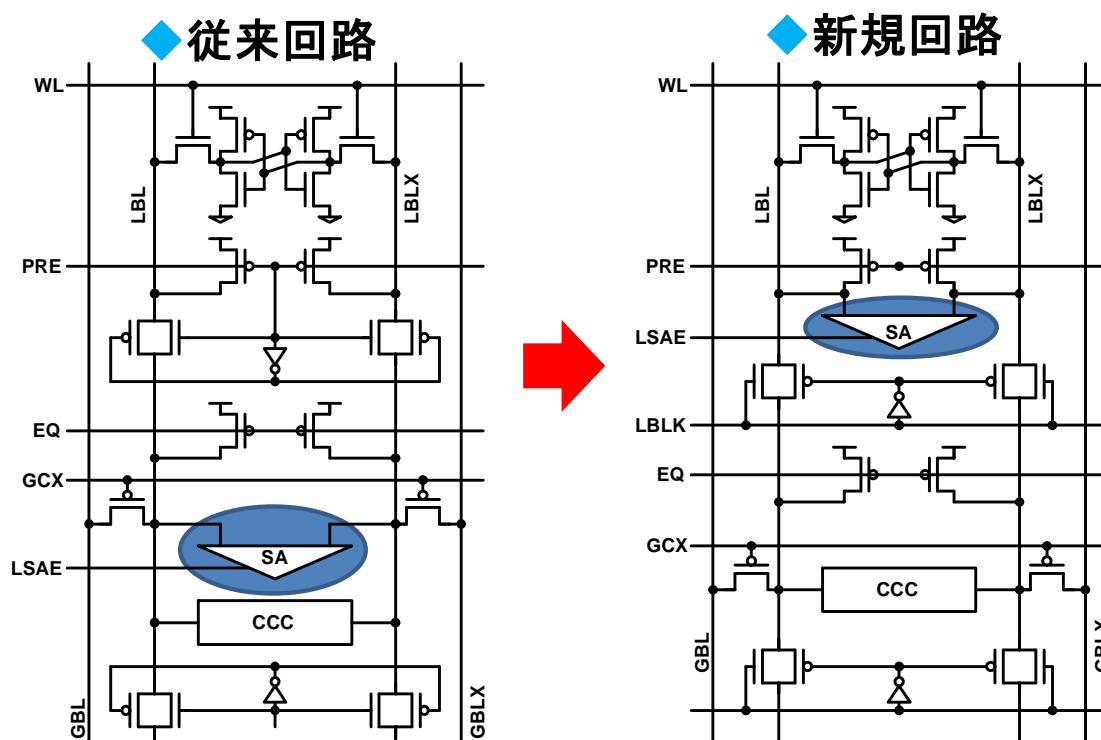 従来回路
WL
LBL
LBLX
PRE
EQ
GCX
SA
LSAE
CCC
GBL
GBLX
新規回路
WL
LBL
LBLX
PRE
SA
LSAE
LBLK
EQ
GCX
CCC
GBL
GBLX